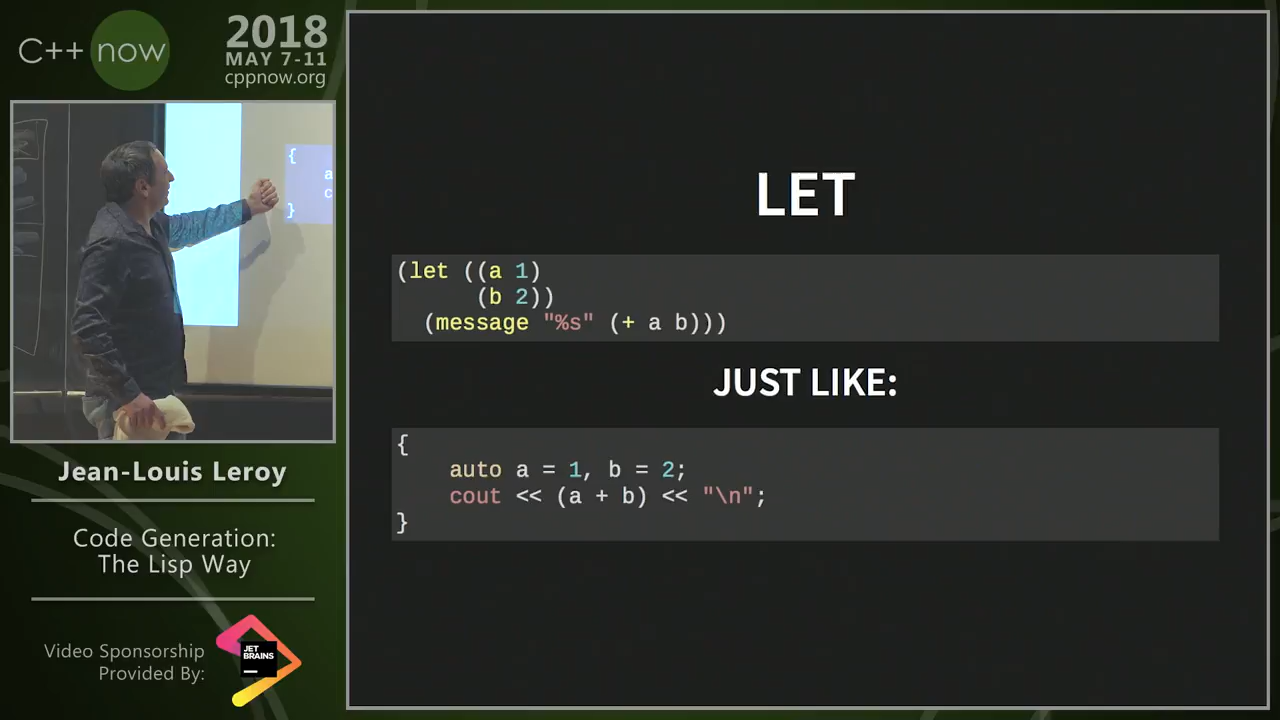 C++ now
2018
MAY 7-11
cppnow.org
{
a
c
}
Jean-Louis Leroy
Code Generation:
The Lisp Way
Video Sponsorship
Provided By:
JET
BRAINS
LET
(let ((a 1)
      (b 2))
  (message "%s" (+ a b)))
JUST LIKE:
{
    auto a = 1, b = 2;
    cout << (a + b) << "\n";
}